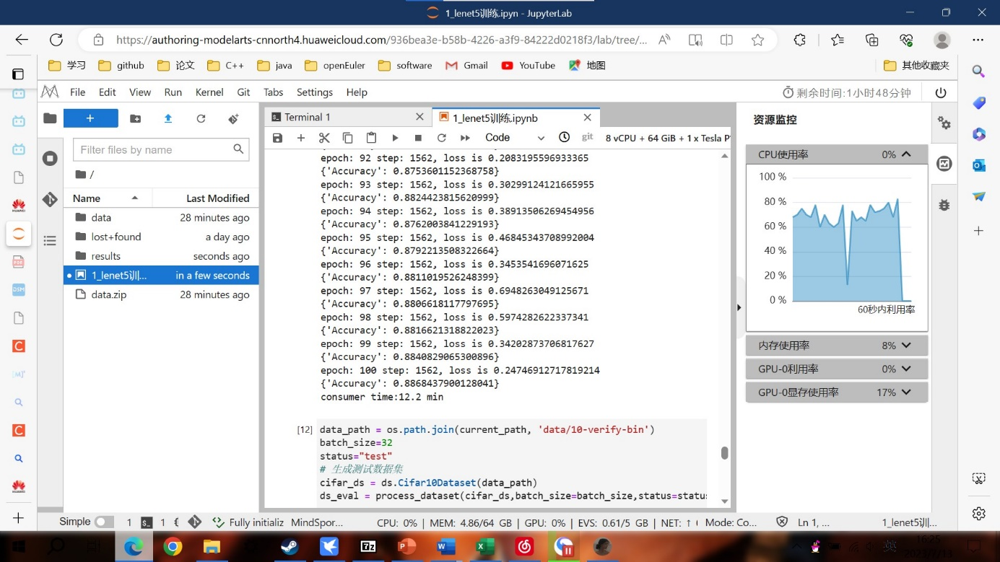 1_lenet5训练.ipyn - JupyterLab
https://authoring-modelarts-cnnorth4.huaweicloud.com/936bea3e-b58b-4226-a3f9-84222d0218f3/lab/tree/...
学习 github 论文 C++ java openEuler software Gmail YouTube 地图 其他收藏夹
File Edit View Run Kernel Git Tabs Settings Help 剩余时间:1小时48分钟
Terminal 1 1_lenet5训练.ipynb
Code git 8 vCPU + 64 GiB + 1 x Tesla P
Filter files by name
/
Name Last Modified
data 28 minutes ago
lost+found a day ago
results seconds ago
1_lenet5训... in a few seconds
data.zip 28 minutes ago
epoch: 92 step: 1562, loss is 0.2083195596933365
{'Accuracy': 0.8753601152368758}
epoch: 93 step: 1562, loss is 0.30299124121665955
{'Accuracy': 0.8824423815620999}
epoch: 94 step: 1562, loss is 0.38913506269454956
{'Accuracy': 0.8762003841229193}
epoch: 95 step: 1562, loss is 0.46845343708992004
{'Accuracy': 0.8792213508322664}
epoch: 96 step: 1562, loss is 0.3453541696071625
{'Accuracy': 0.8811019526248399}
epoch: 97 step: 1562, loss is 0.6948263049125671
{'Accuracy': 0.8806618117797695}
epoch: 98 step: 1562, loss is 0.5974282622337341
{'Accuracy': 0.8816621318822023}
epoch: 99 step: 1562, loss is 0.34202873706817627
{'Accuracy': 0.8840829065300896}
epoch: 100 step: 1562, loss is 0.24746912717819214
{'Accuracy': 0.8868437900128041}
consumer time:12.2 min
[12] data_path = os.path.join(current_path, 'data/10-verify-bin')
batch_size=32
status="test"
# 生成测试数据集
cifar_ds = ds.Cifar10Dataset(data_path)
ds_eval = process_dataset(cifar_ds,batch_size=batch_size,status=statu
资源监控
CPU使用率 0%
100 %
80 %
60 %
40 %
20 %
0 %
60秒内利用率
内存使用率 8%
GPU-0利用率 0%
GPU-0显存使用率 17%
Simple 1 1 Fully initializ MindSpor... CPU: 0% | MEM: 4.86/64 GB | GPU: 0% | EVS: 0.61/5 GB | NET: ↑ Mode: Co... Ln 1, ... 1_lenet5训...
16:25